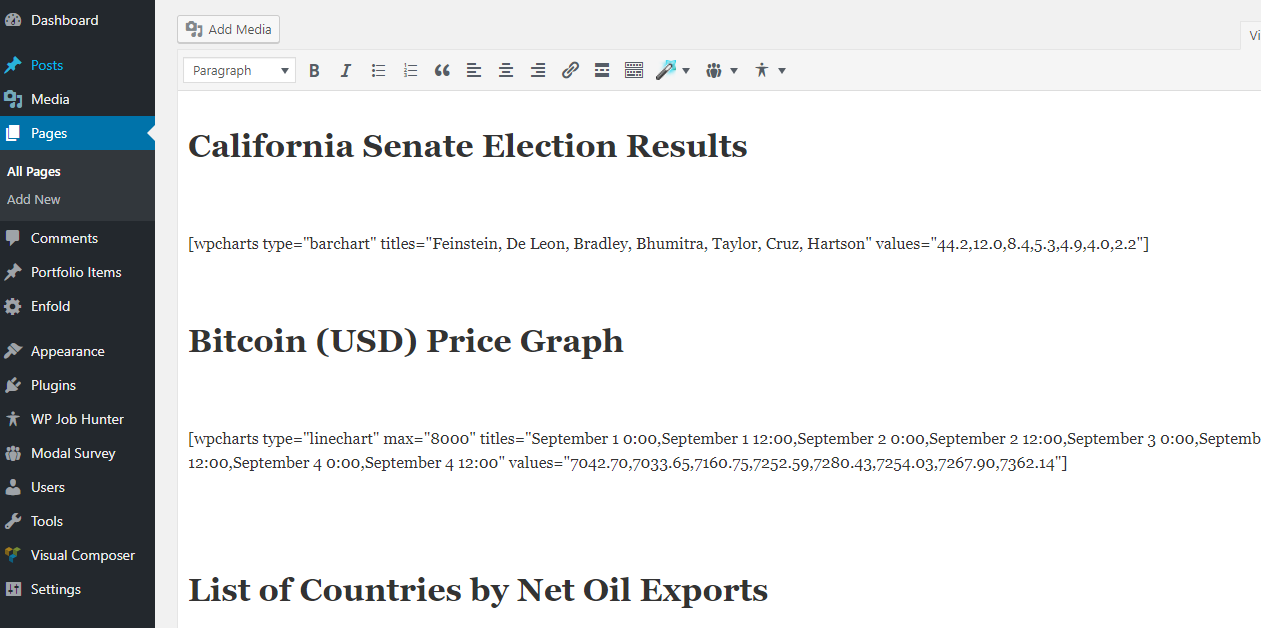 Dashboard
Posts
Media
Pages
All Pages
Add New
Comments
Portfolio Items
Enfold
Appearance
Plugins
WP Job Hunter
Modal Survey
Users
Tools
Visual Composer
Settings
Add Media
Vi
Paragraph
California Senate Election Results
[wpcharts type="barchart" titles="Feinstein, De Leon, Bradley, Bhumitra, Taylor, Cruz, Hartson" values="44.2,12.0,8.4,5.3,4.9,4.0,2.2"]
Bitcoin (USD) Price Graph
[wpcharts type="linechart" max="8000" titles="September 1 0:00,September 1 12:00,September 2 0:00,September 2 12:00,September 3 0:00,Septemb
12:00,September 4 0:00,September 4 12:00" values="7042.70,7033.65,7160.75,7252.59,7280.43,7254.03,7267.90,7362.14"]
List of Countries by Net Oil Exports